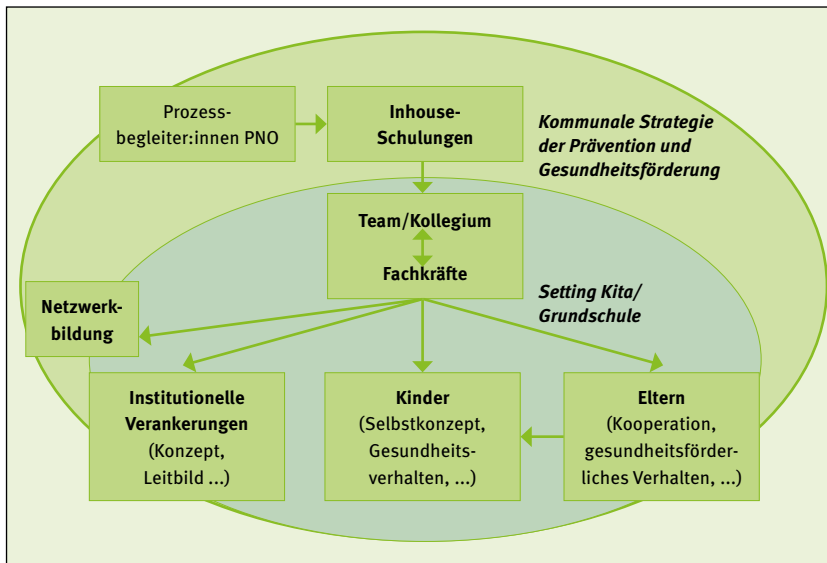 Prozess-
begleiter:innen PNO
Inhouse-
Schulungen
Kommunale Strategie
der Prävention und
Gesundheitsförderung
Team/Kollegium
Fachkräfte
Setting Kita/
Grundschule
Netzwerk-
bildung
Institutionelle
Verankerungen
(Konzept,
Leitbild ...)
Kinder
(Selbstkonzept,
Gesundheits-
verhalten, ...)
Eltern
(Kooperation,
gesundheitsförder-
liches Verhalten, ...)